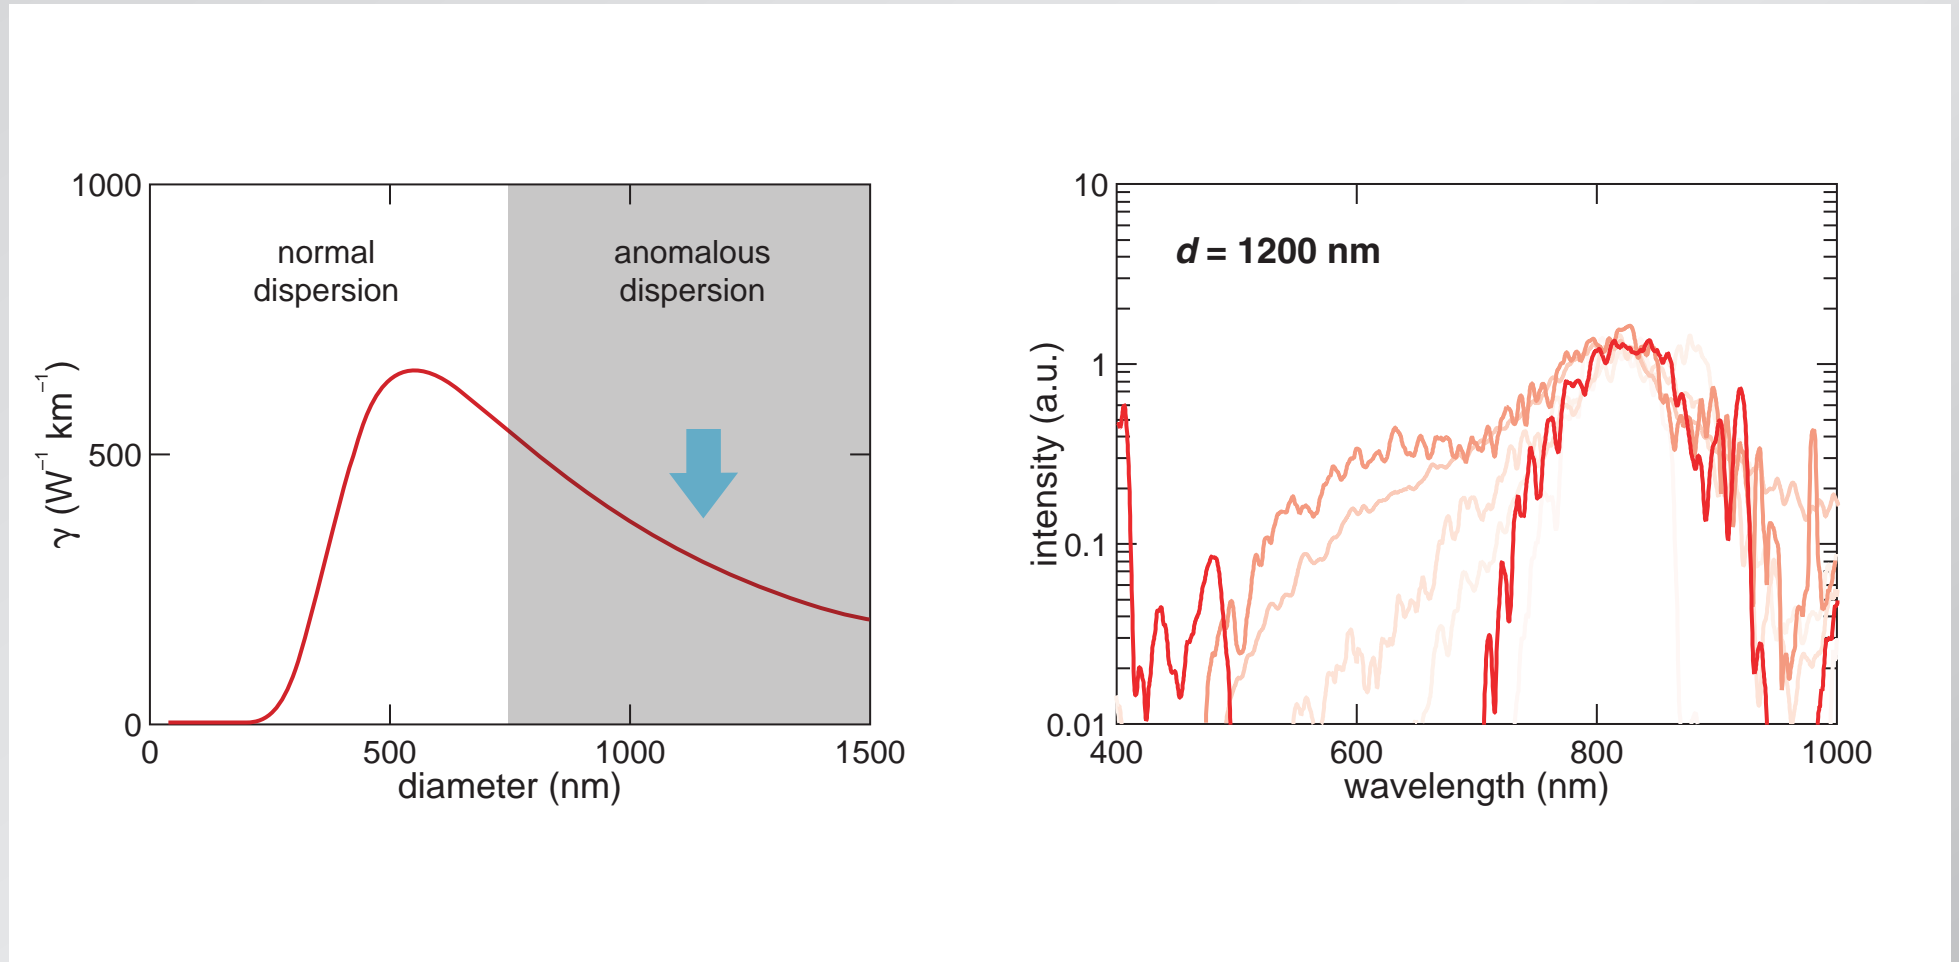 1000
500
0
0
500
1000
1500
γ (W⁻¹ km⁻¹)
diameter (nm)
normal
dispersion
anomalous
dispersion
10
1
0.1
0.01
400
600
800
1000
intensity (a.u.)
wavelength (nm)
d = 1200 nm